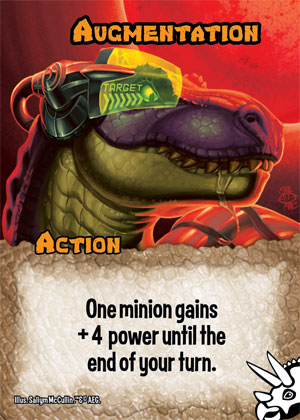 AUGMENTATION
TARGET
ACTION
One minion gains
+4 power until the
end of your turn.
Illus. Sallym McCullin, ™&© AEG.